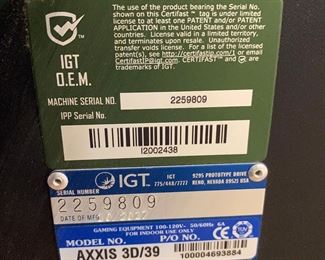 The use of the product bearing the Serial No.
shown on this Certifast™ tag is under limited
license to at least one PATENT and/or PATENT
APPLICATION in the United States and/or other
countries. License valid in a limited territory,
and terminates upon resale. Unauthorized
transfer voids license. For a list of patent(s)
licensed, see http://certifastip.com or email
CertifastIP@igt.com. CERTIFAST™ and ✓ are
trademarks of IGT.
IGT
O.E.M.
MACHINE SERIAL NO. 2259809
IPP SERIAL NO.
I2002438
IGT
IGT 9295 PROTOTYPE DRIVE
775/448/7777 RENO, NEVADA 89521 USA
SERIAL NUMBER
2259809
DATE OF MFG.
GAMING EQUIPMENT 100-120V~ 50/60Hz 6A
FOR INDOOR USE ONLY
MODEL NO. P/O NO.
AXXIS 3D/39 100004693884